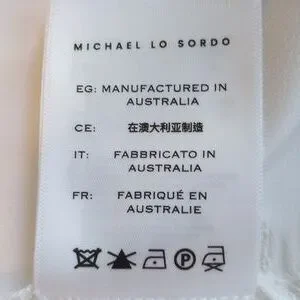 MICHAEL LO SORDO
EG: MANUFACTURED IN
AUSTRALIA
CE: 在澳大利亚制造
IT: FABBRICATO IN
AUSTRALIA
FR: FABRIQUÉ EN
AUSTRALIE
P